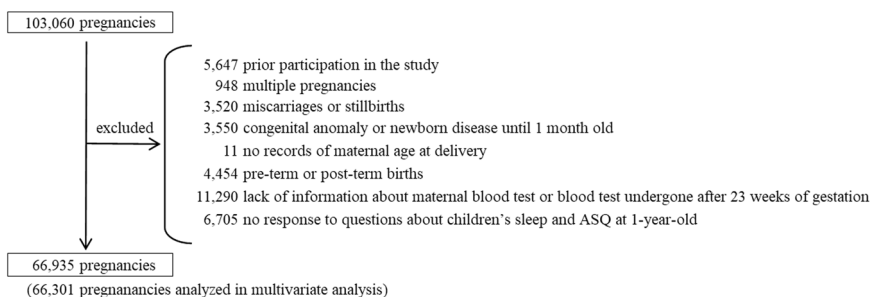 103,060 pregnancies
5,647 prior participation in the study
948 multiple pregnancies
3,520 miscarriages or stillbirths
excluded
3,550 congenital anomaly or newborn disease until 1 month old
11 no records of maternal age at delivery
4,454 pre-term or post-term births
11,290 lack of information about maternal blood test or blood test undergone after 23 weeks of gestation
6,705 no response to questions about children's sleep and ASQ at 1-year-old
66,935 pregnancies
(66,301 pregnanancies analyzed in multivariate analysis)